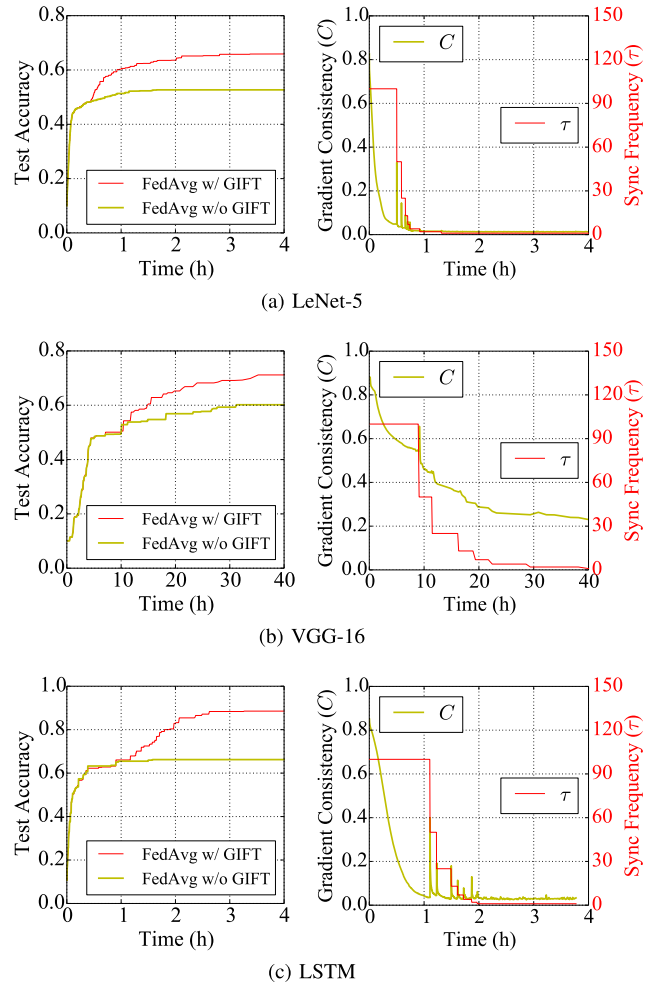 0.8
0.6
0.4
0.2
0.0
Test Accuracy
FedAvg w/ GIFT
FedAvg w/o GIFT
0 1 2 3 4
Time (h)
1.0
0.8
0.6
0.4
0.2
0.0
Gradient Consistency (C)
C
τ
150
120
90
60
30
0
Sync Frequency (τ)
0 1 2 3 4
Time (h)
(a) LeNet-5
0.8
0.6
0.4
0.2
0.0
Test Accuracy
FedAvg w/ GIFT
FedAvg w/o GIFT
0 10 20 30 40
Time (h)
1.0
0.8
0.6
0.4
0.2
0.0
Gradient Consistency (C)
C
τ
150
120
90
60
30
0
Sync Frequency (τ)
0 10 20 30 40
Time (h)
(b) VGG-16
1.0
0.8
0.6
0.4
0.2
0.0
Test Accuracy
FedAvg w/ GIFT
FedAvg w/o GIFT
0 1 2 3 4
Time (h)
1.0
0.8
0.6
0.4
0.2
0.0
Gradient Consistency (C)
C
τ
150
120
90
60
30
0
Sync Frequency (τ)
0 1 2 3 4
Time (h)
(c) LSTM